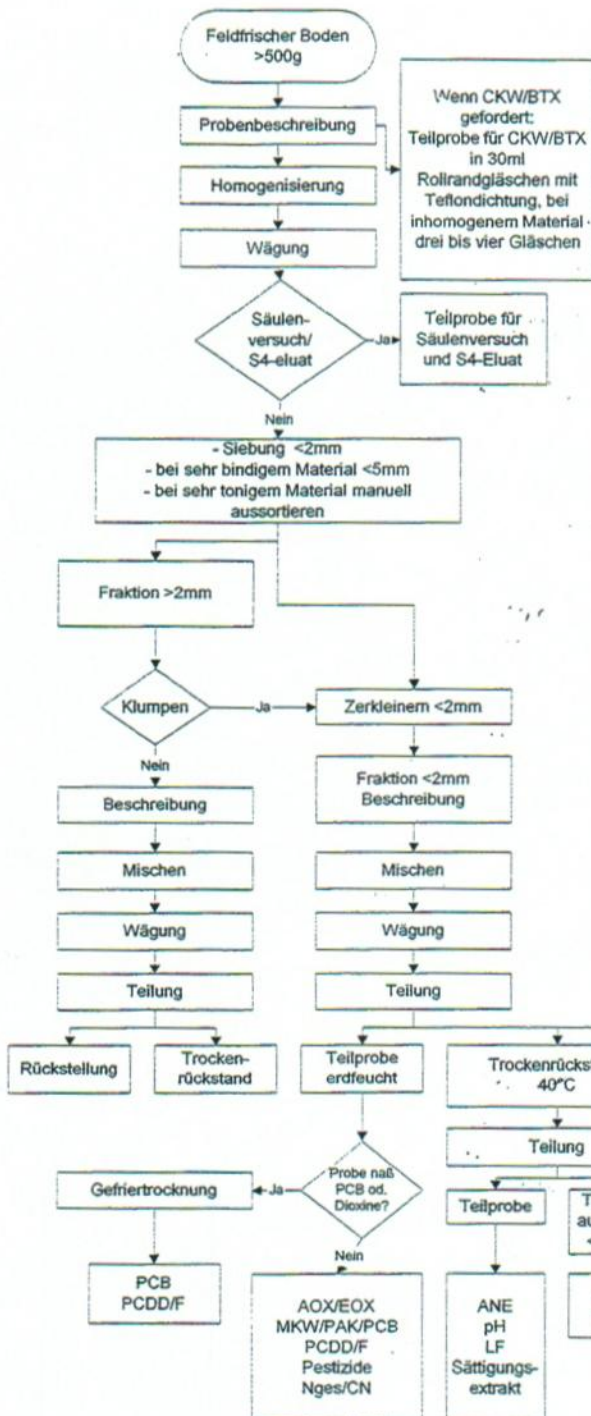 Feldfrischer Boden
>500g
Probenbeschreibung
Wenn CKW/BTX
gefordert:
Teilprobe für CKW/BTX
in 30ml
Rollrandgläschen mit
Teflondichtung, bei
inhomogenem Material
drei bis vier Gläschen
Homogenisierung
Wägung
Säulen-
versuch/
S4-eluat
Ja
Teilprobe für
Säulenversuch
und S4-Eluat
Nein
- Siebung <2mm
- bei sehr bindigem Material <5mm
- bei sehr tonigem Material manuell
aussortieren
Fraktion >2mm
Klumpen
Ja
Zerkleinern <2mm
Nein
Beschreibung
Fraktion <2mm
Beschreibung
Mischen
Mischen
Wägung
Wägung
Teilung
Teilung
Rückstellung
Trocken-
rückstand
Teilprobe
erdfeucht
Trockenrückst
40°C
Teilung
Probe naß
PCB od.
Dioxine?
Ja
Gefriertrocknung
Teilprobe
T
au
<
Nein
PCB
PCDD/F
AOX/EOX
MKW/PAK/PCB
PCDD/F
Pestizide
Nges/CN
ANE
pH
LF
Sättigungs-
extrakt